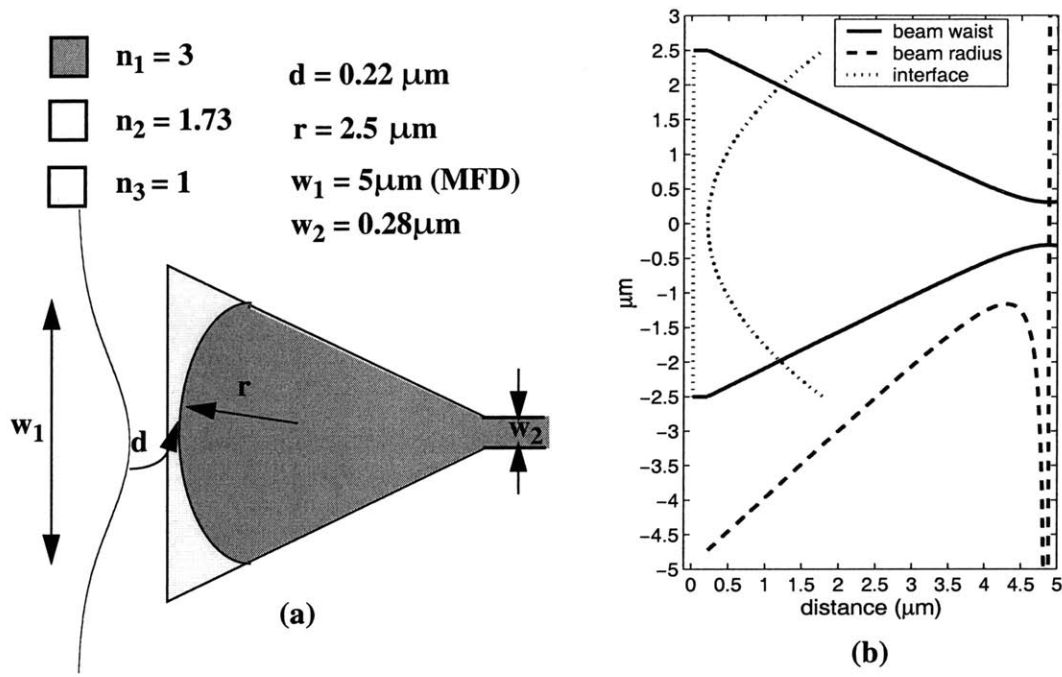 n₁ = 3
n₂ = 1.73
n₃ = 1
d = 0.22 μm
r = 2.5 μm
w₁ = 5μm (MFD)
w₂ = 0.28μm
w₁
d
r
w₂
(a)
3
2.5
2
1.5
1
0.5
0
-0.5
-1
-1.5
-2
-2.5
-3
-3.5
-4
-4.5
-5
μm
beam waist
beam radius
interface
0 0.5 1 1.5 2 2.5 3 3.5 4 4.5 5
distance (μm)
(b)